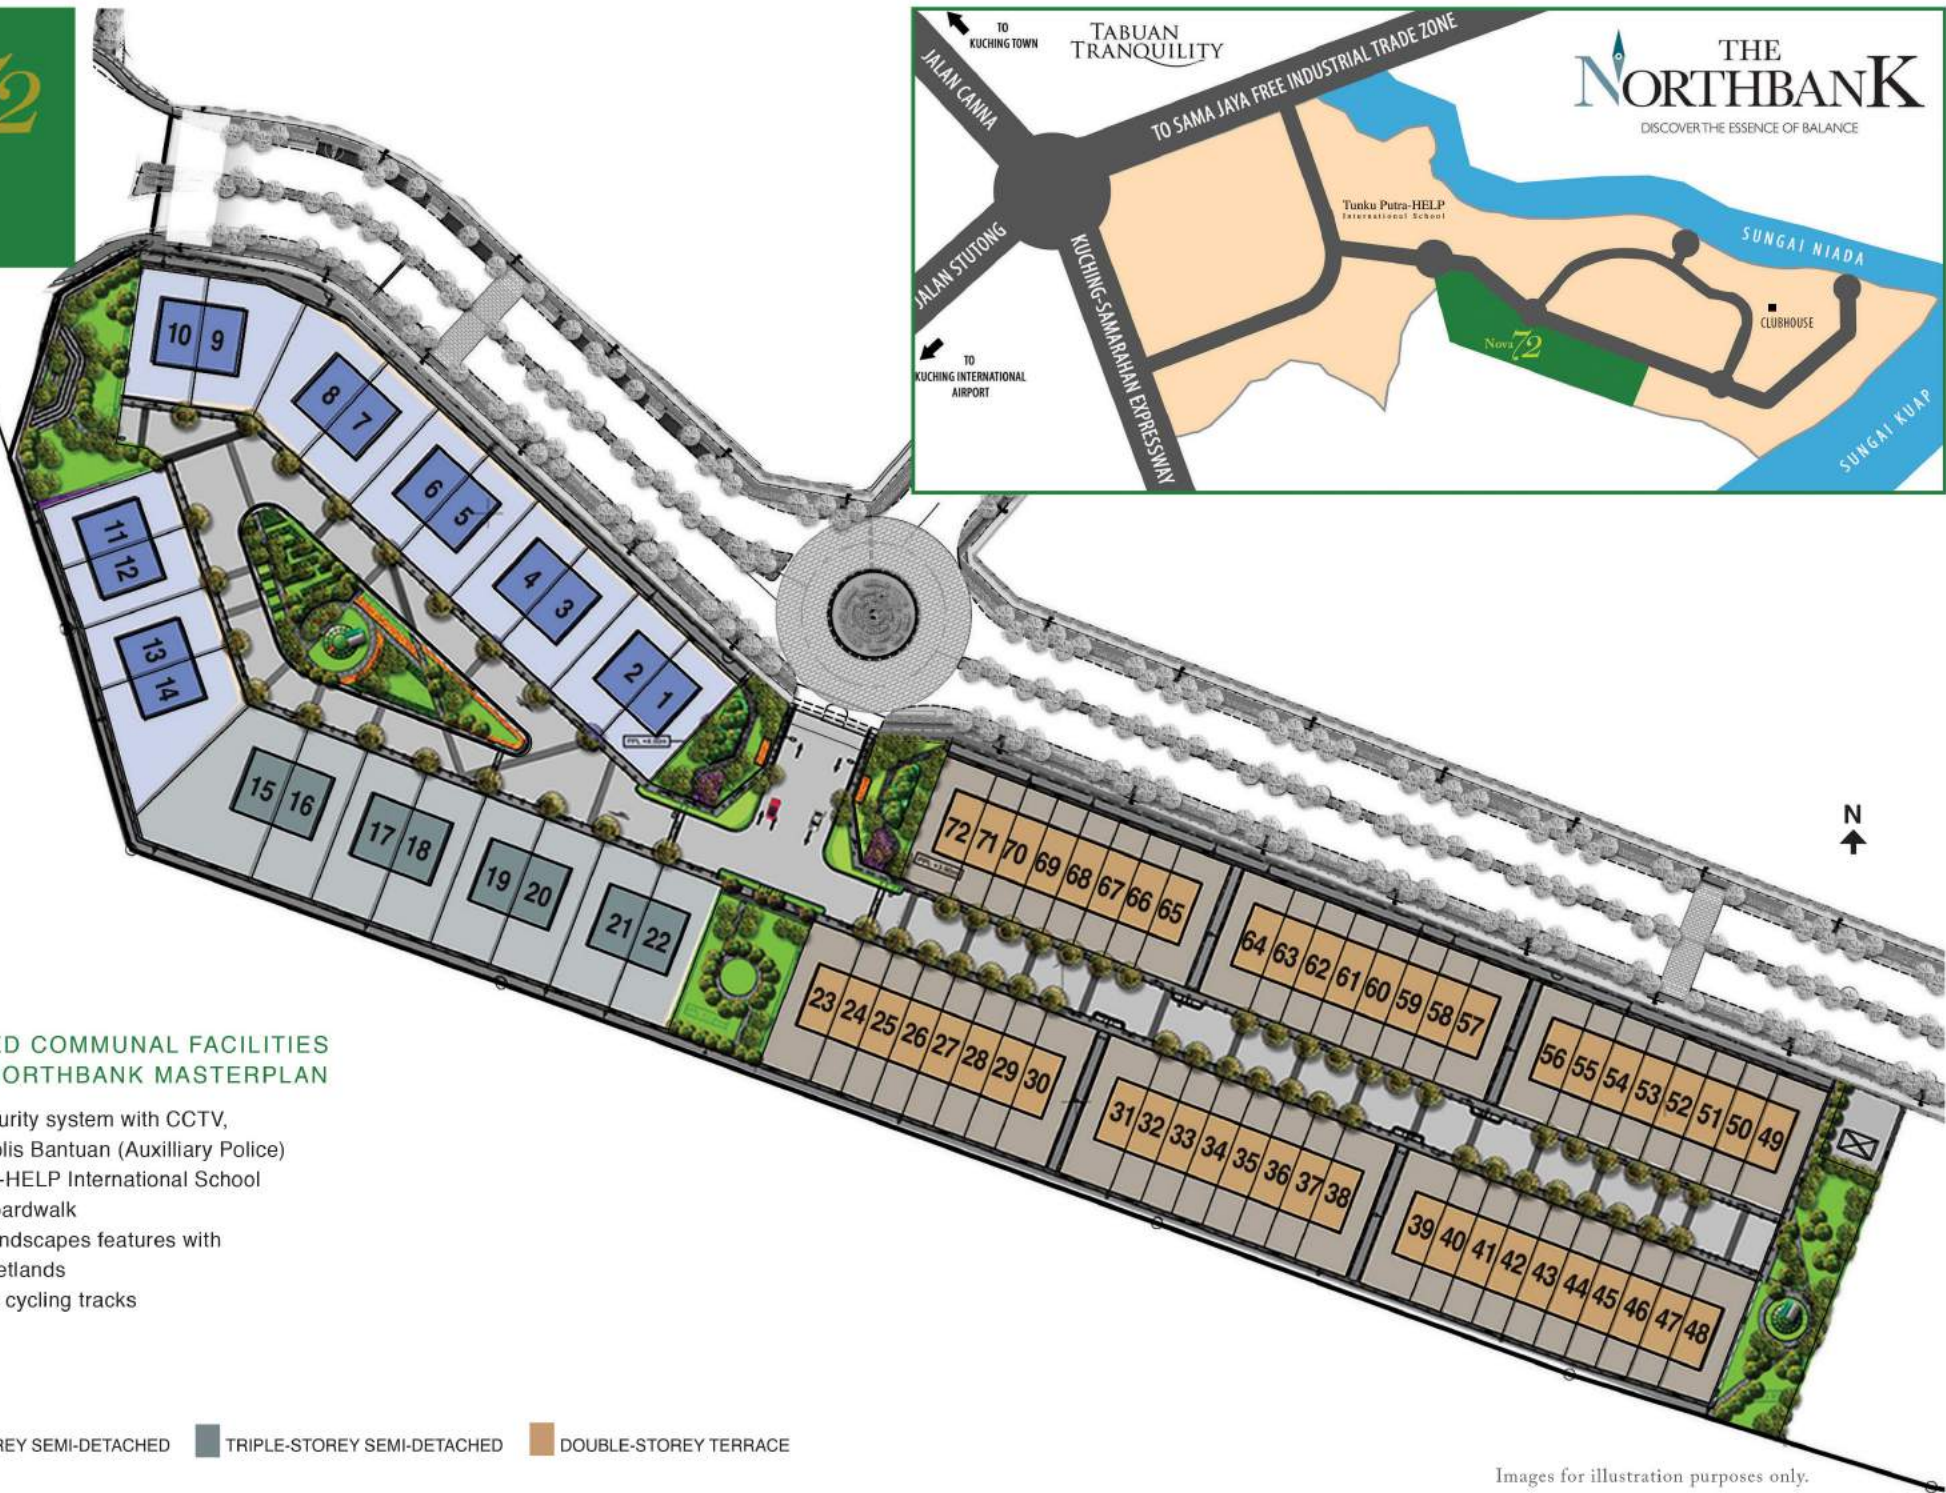 72
TO
KUCHING TOWN
TABUAN
TRANQUILITY
JALAN CANNA
TO SAMA JAYA FREE INDUSTRIAL TRADE ZONE
THE
NORTHBANK
DISCOVER THE ESSENCE OF BALANCE
Tunku Putra-HELP
International School
JALAN STUTONG
KUCHING-SAMARAHAN EXPRESSWAY
SUNGAI NIADA
CLUBHOUSE
Nova 72
TO
KUCHING INTERNATIONAL
AIRPORT
SUNGAI KUAP
10 9
8 7
6 5
4 3
2 1
11
12
13
14
15 16
17 18
19 20
21 22
72 71 70 69 68 67 66 65
64 63 62 61 60 59 58 57
56 55 54 53 52 51 50 49
23 24 25 26 27 28 29 30
31 32 33 34 35 36 37 38
39 40 41 42 43 44 45 46 47 48
N
ED COMMUNAL FACILITIES
ORTHBANK MASTERPLAN
urity system with CCTV,
lis Bantuan (Auxilliary Police)
-HELP International School
ardwalk
ndscapes features with
etlands
cycling tracks
REY SEMI-DETACHED
TRIPLE-STOREY SEMI-DETACHED
DOUBLE-STOREY TERRACE
Images for illustration purposes only.